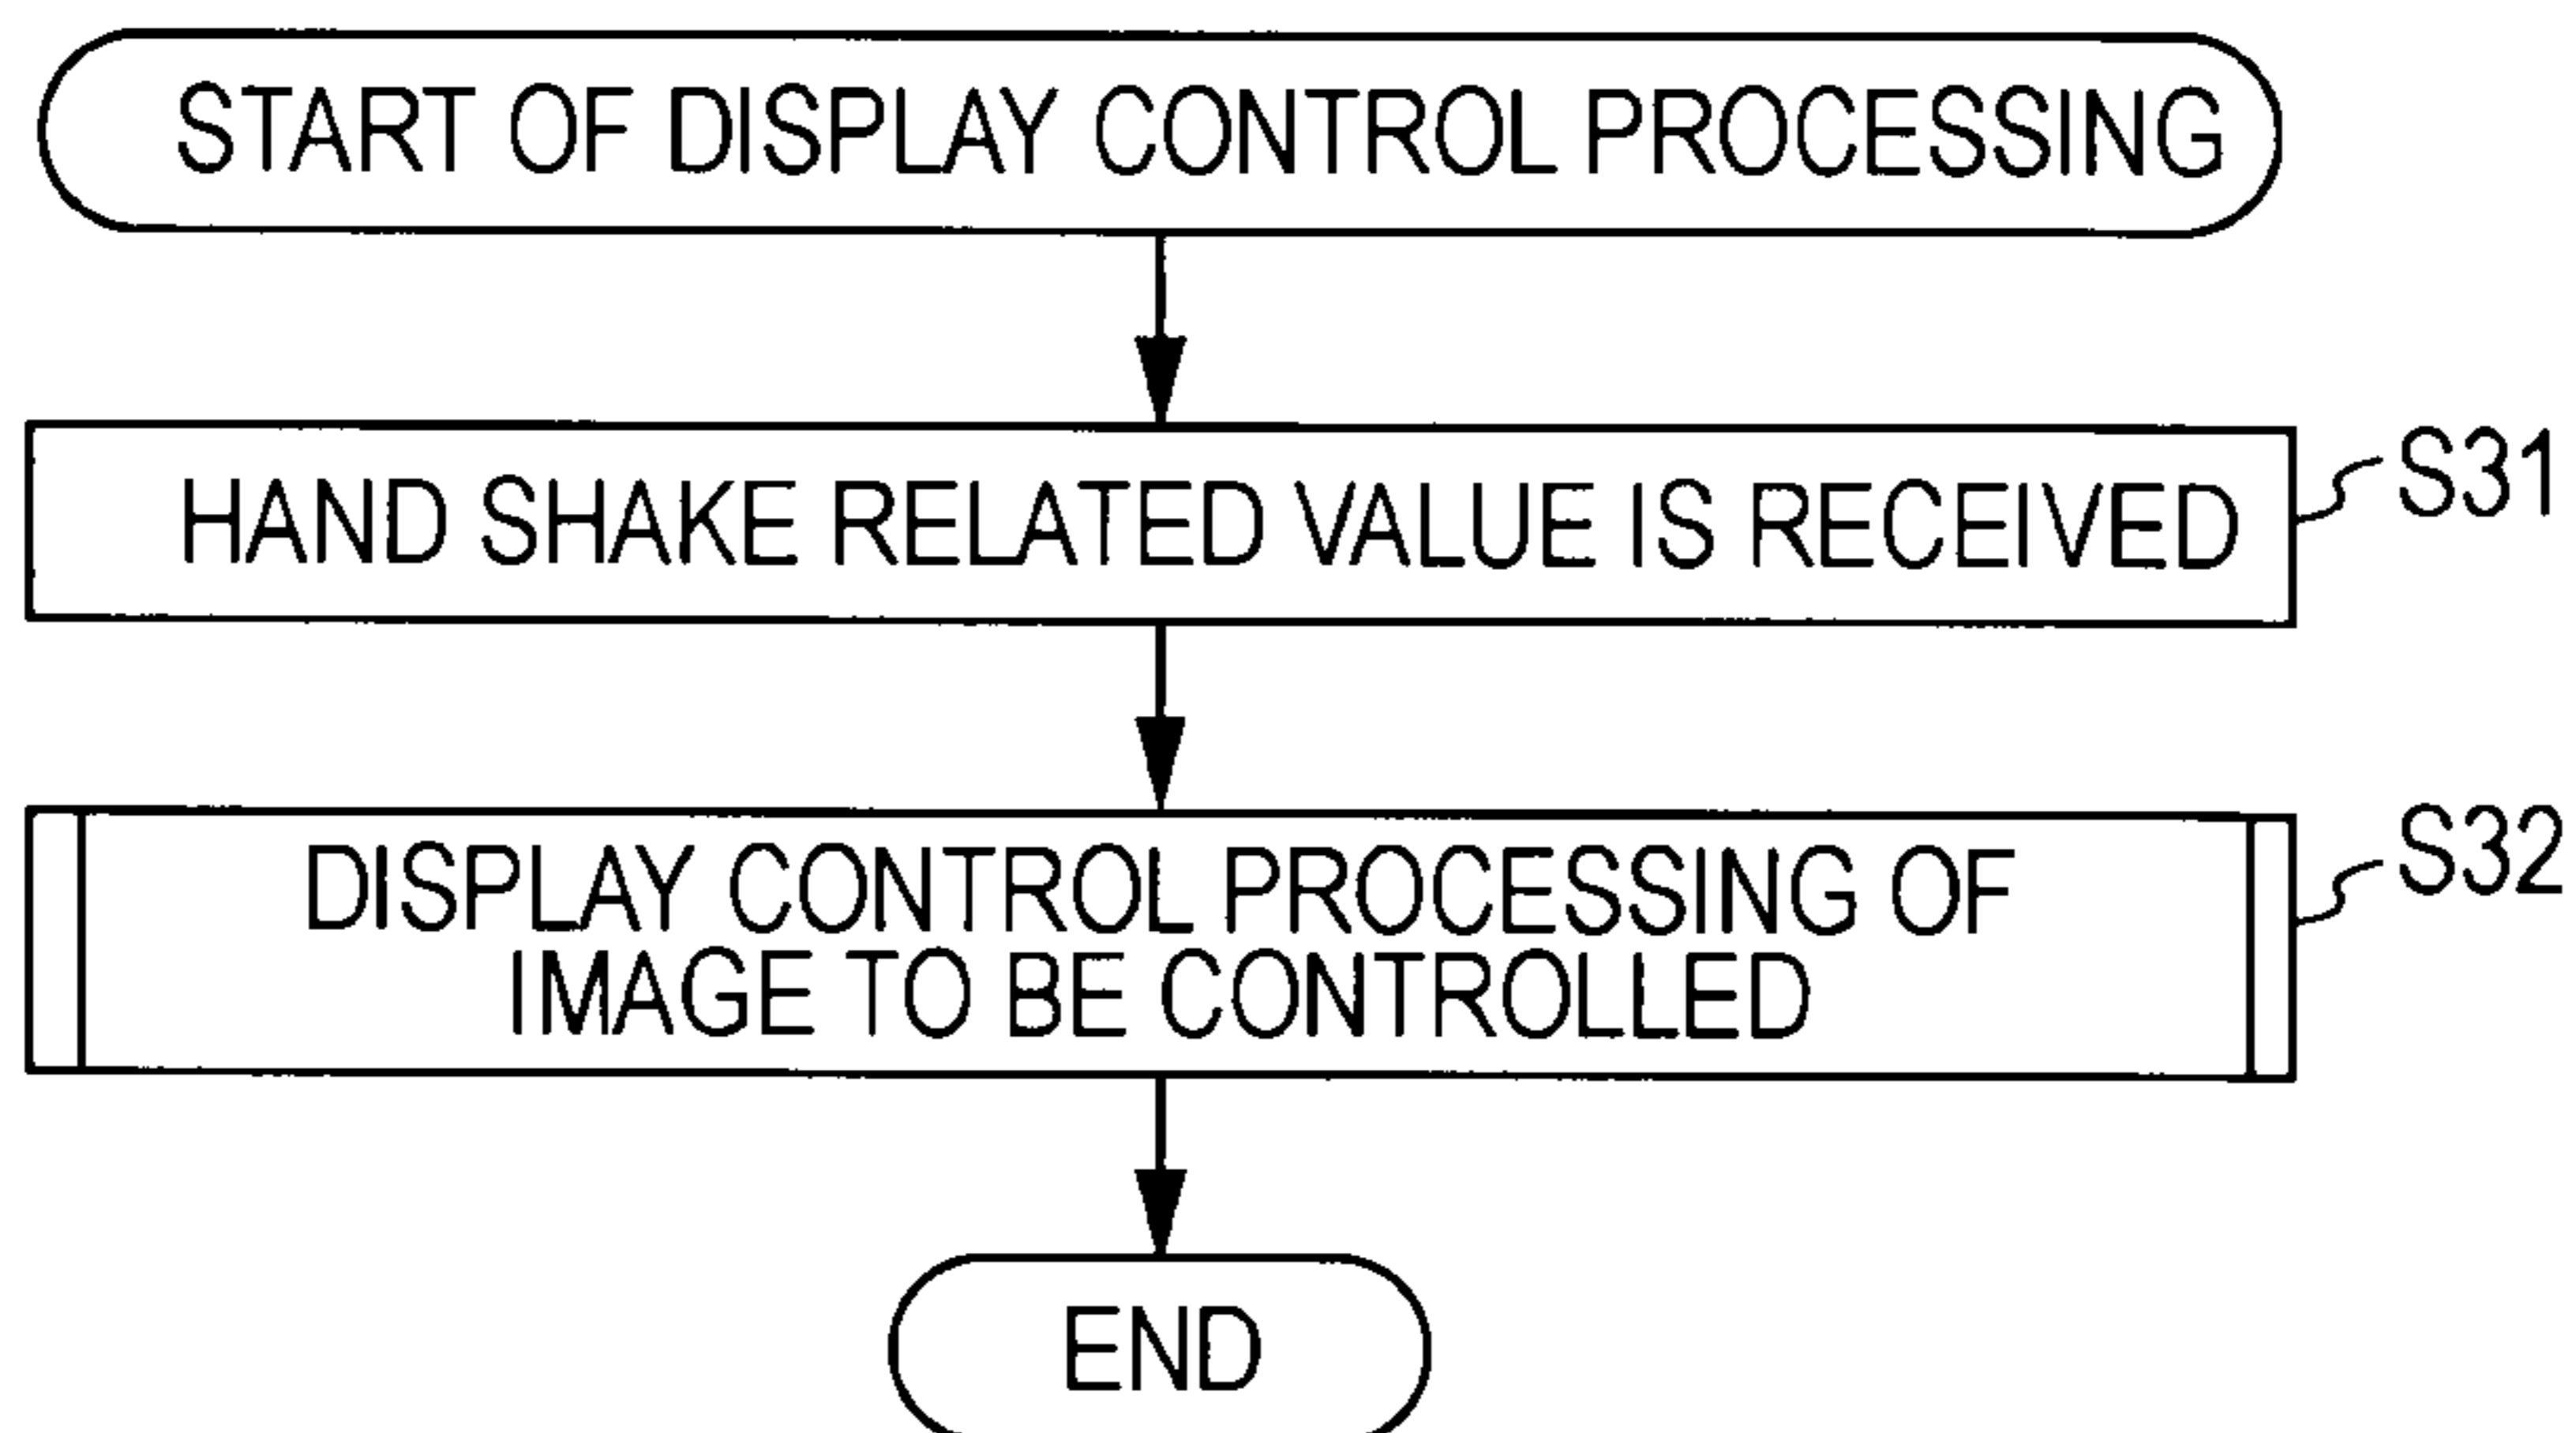 START OF DISPLAY CONTROL PROCESSING
HAND SHAKE RELATED VALUE IS RECEIVED
S31
DISPLAY CONTROL PROCESSING OF
IMAGE TO BE CONTROLLED
S32
END